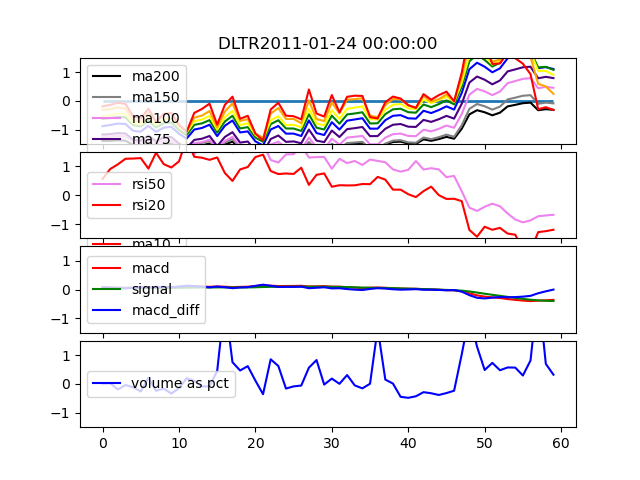 DLTR2011-01-24 00:00:00
1
0
−1
ma200
ma150
ma100
ma75
1
0
−1
rsi50
rsi20
ma10
1
0
−1
macd
signal
macd_diff
1
0
−1
volume as pct
0 10 20 30 40 50 60